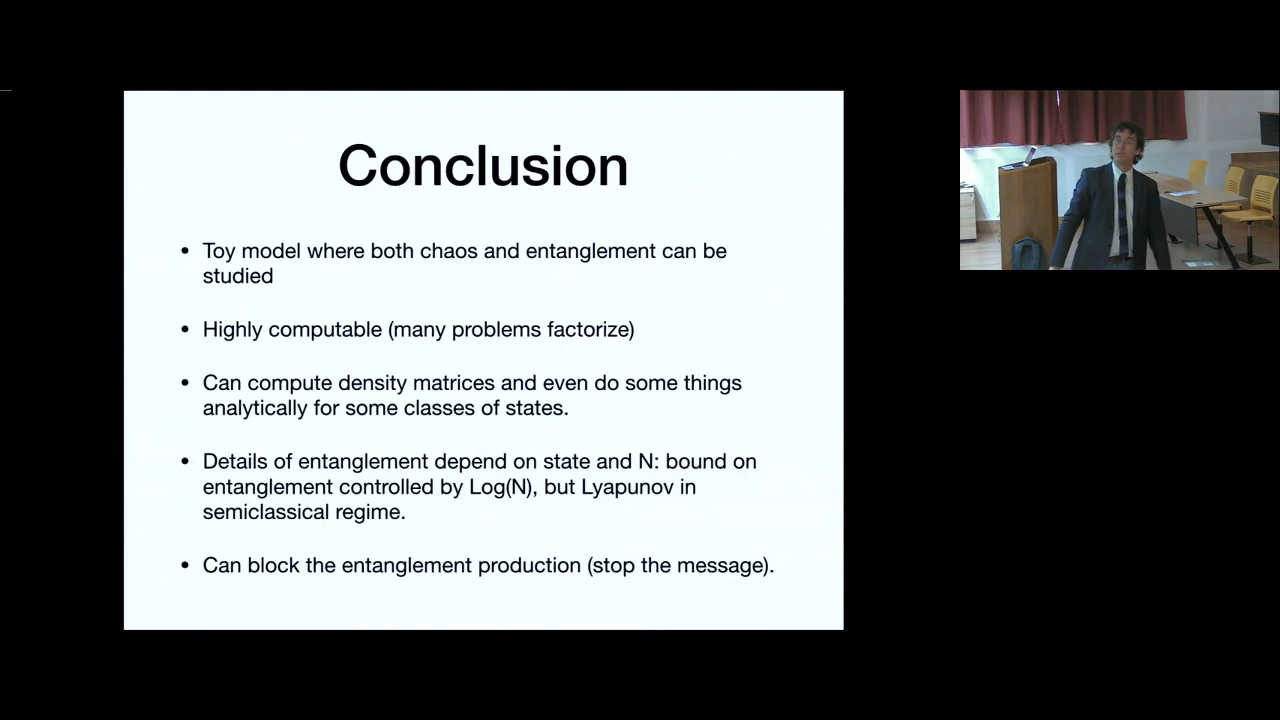 Conclusion
• Toy model where both chaos and entanglement can be
studied
• Highly computable (many problems factorize)
• Can compute density matrices and even do some things
analytically for some classes of states.
• Details of entanglement depend on state and N: bound on
entanglement controlled by Log(N), but Lyapunov in
semiclassical regime.
• Can block the entanglement production (stop the message).